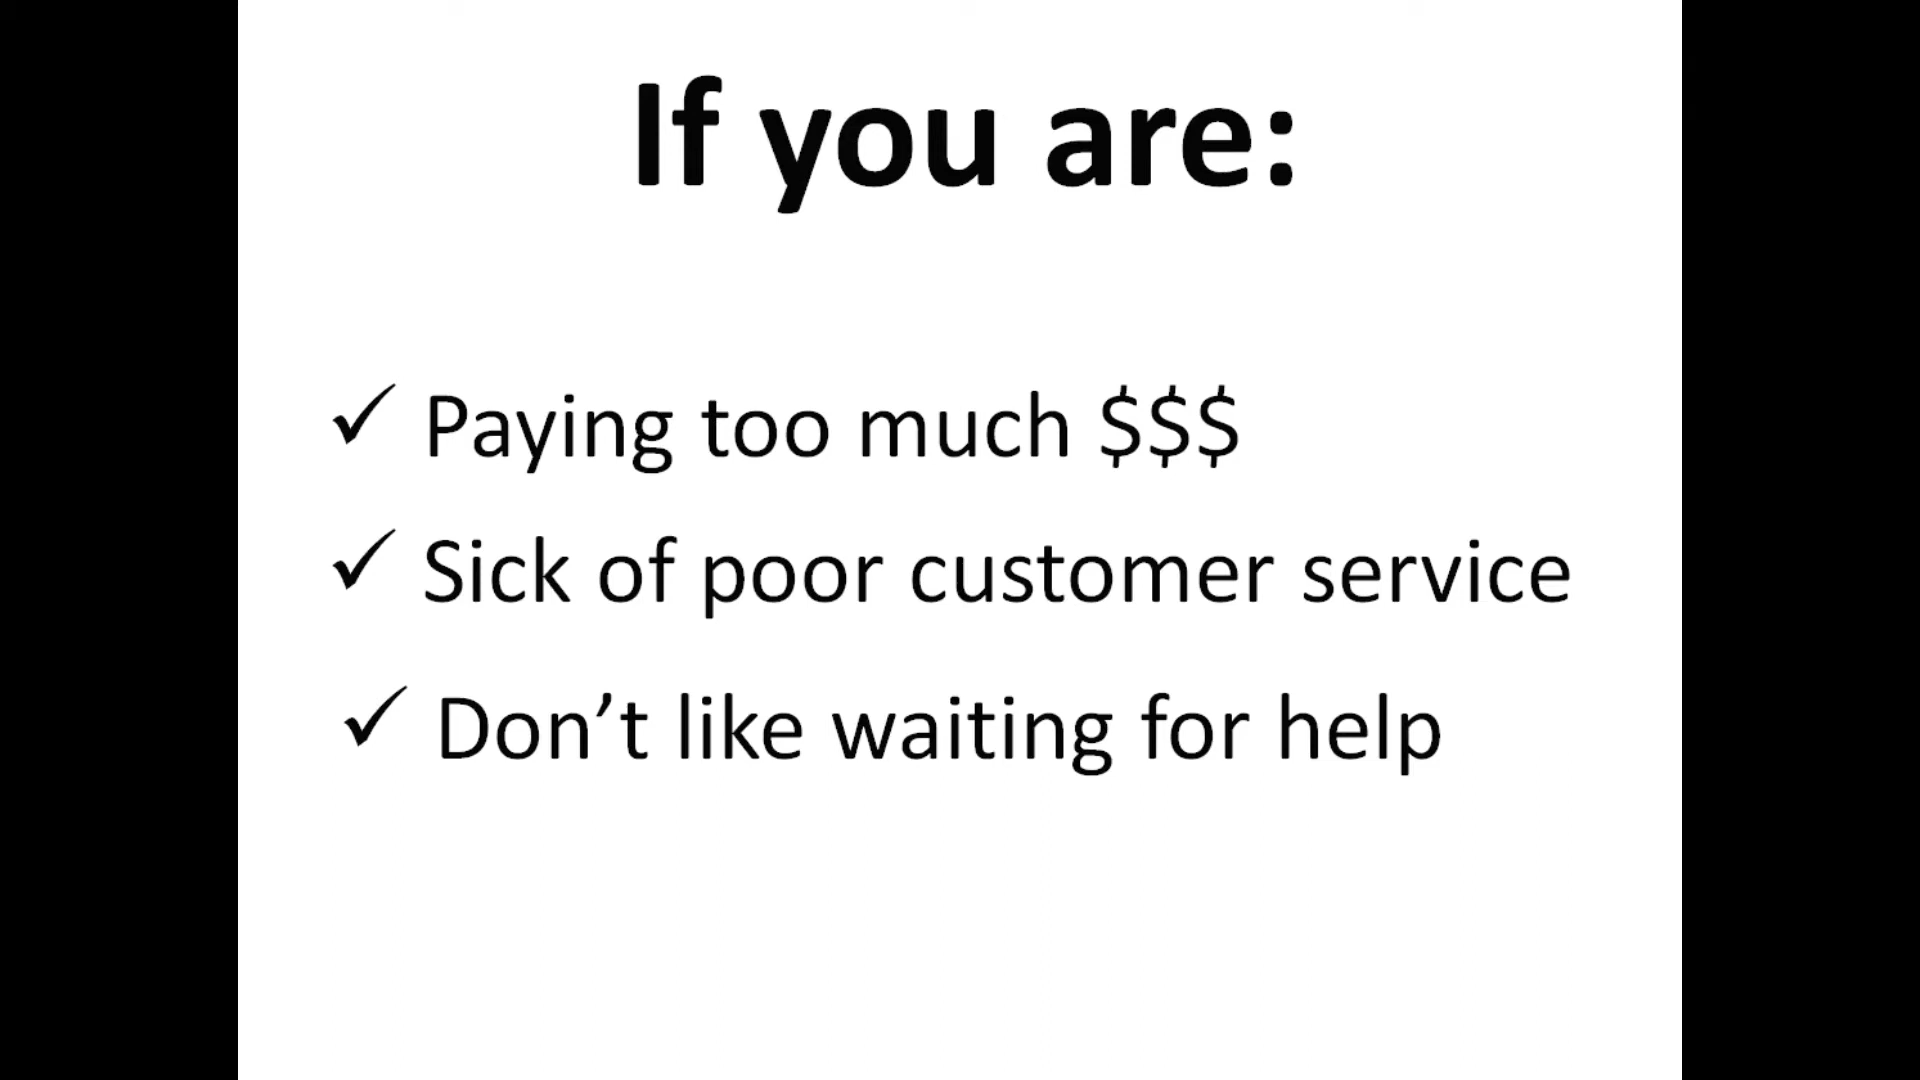 If you are:
✓ Paying too much $$$
✓ Sick of poor customer service
✓ Don’t like waiting for help